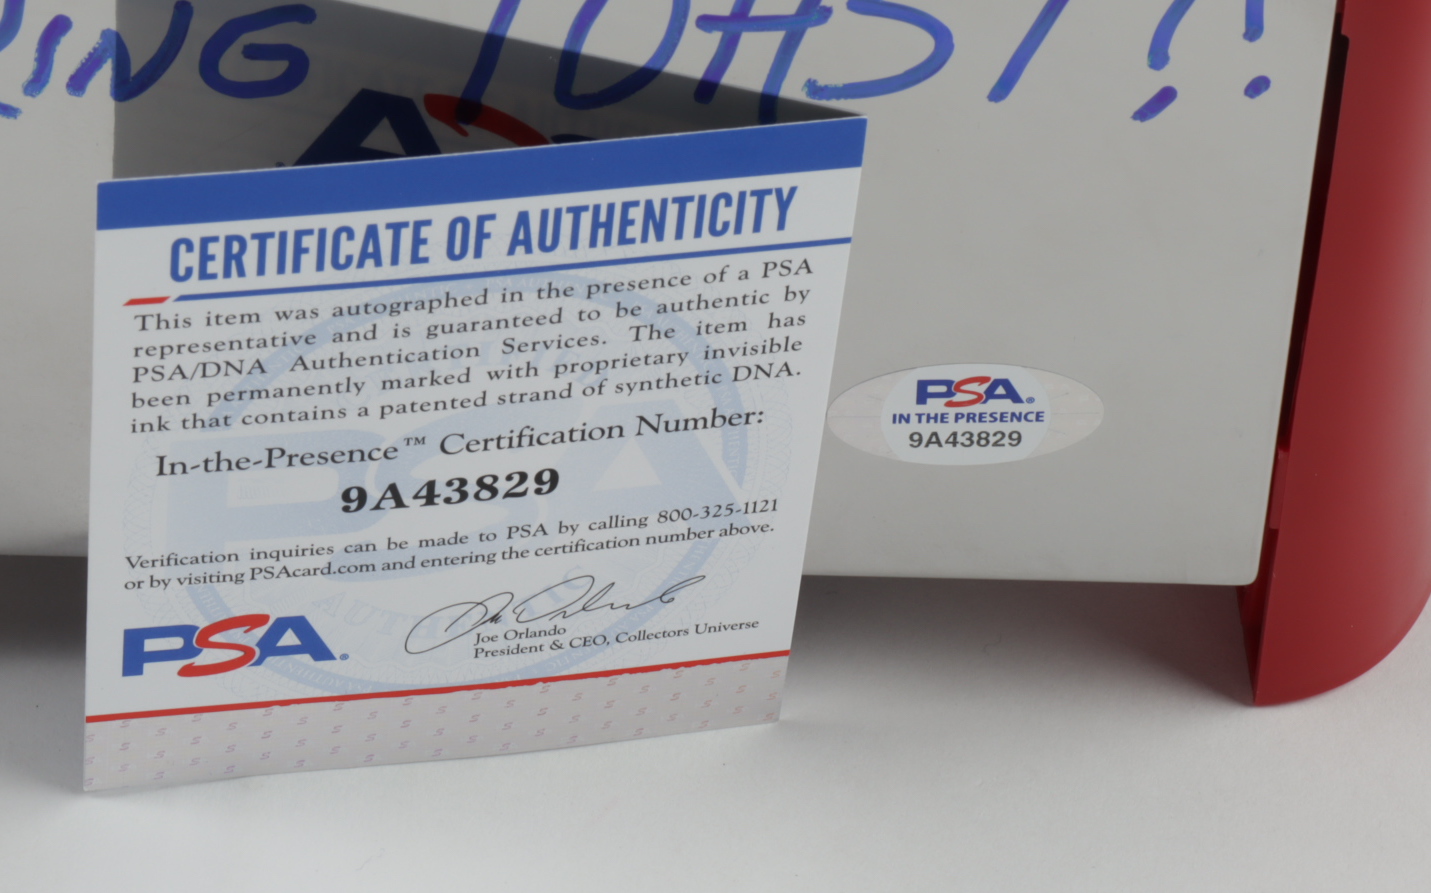 ING TOAST!!
CERTIFICATE OF AUTHENTICITY
This item was autographed in the presence of a PSA
representative and is guaranteed to be authentic by
PSA/DNA Authentication Services. The item has
been permanently marked with proprietary invisible
ink that contains a patented strand of synthetic DNA.
In-the-Presence™ Certification Number:
9A43829
Verification inquiries can be made to PSA by calling 800-325-1121
or by visiting PSAcard.com and entering the certification number above.
PSA®
Joe Orlando
President & CEO, Collectors Universe
PSA®
IN THE PRESENCE
9A43829